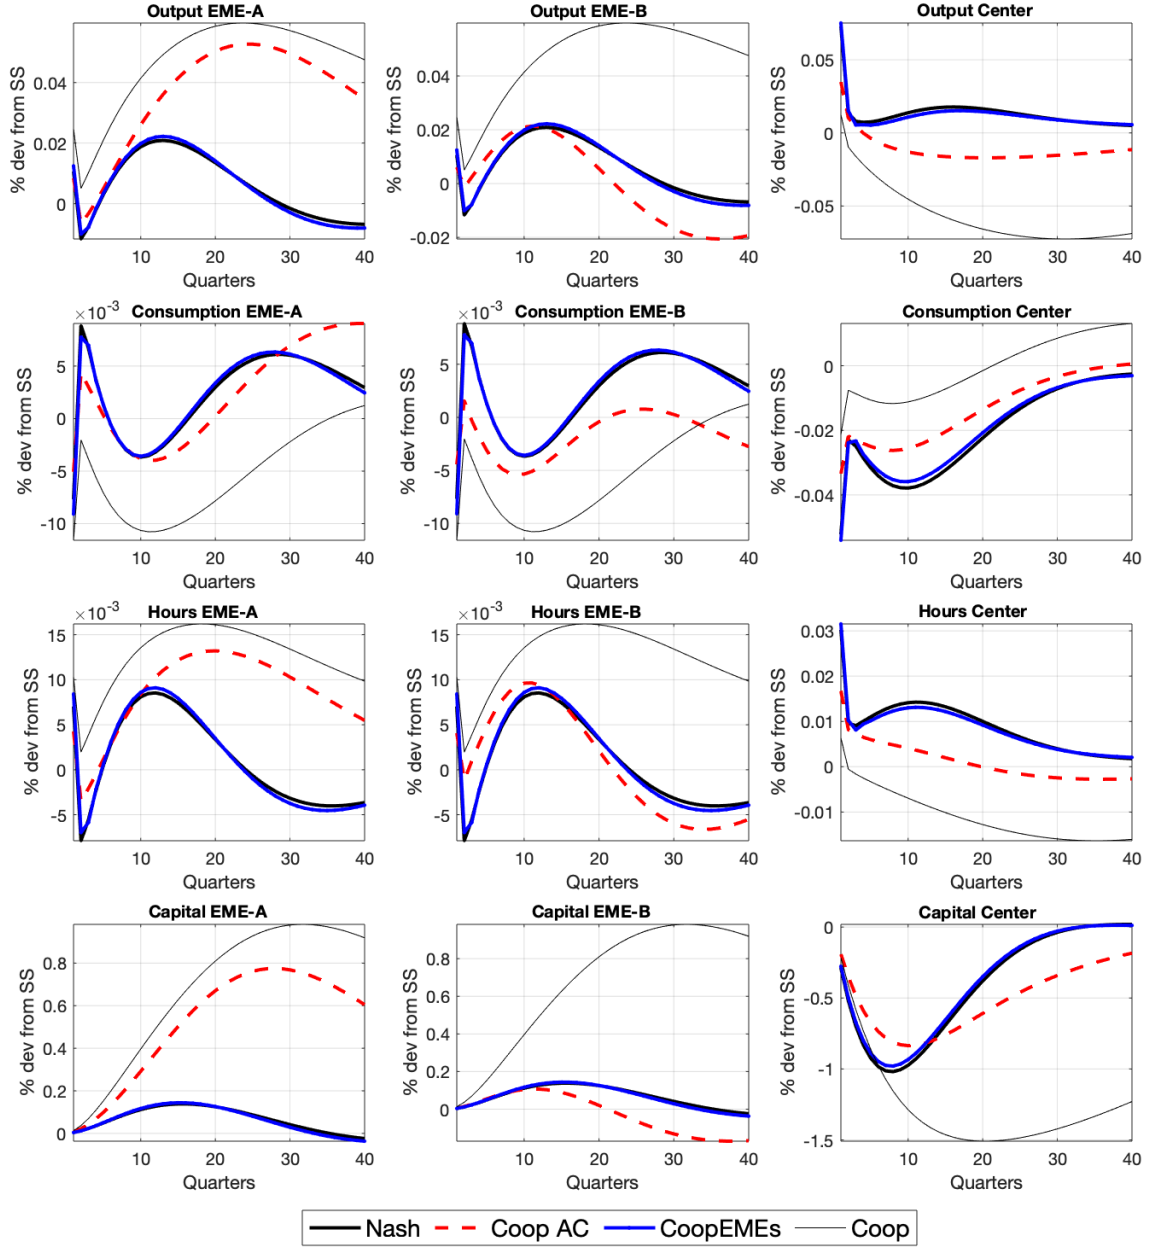 Output EME-A
% dev from SS
0.04
0.02
0
10 20 30 40
Quarters
Output EME-B
% dev from SS
0.04
0.02
0
-0.02
10 20 30 40
Quarters
Output Center
% dev from SS
0.05
0
-0.05
10 20 30 40
Quarters
×10⁻³ Consumption EME-A
% dev from SS
5
0
-5
-10
10 20 30 40
Quarters
×10⁻³ Consumption EME-B
% dev from SS
5
0
-5
-10
10 20 30 40
Quarters
Consumption Center
% dev from SS
0
-0.02
-0.04
10 20 30 40
Quarters
×10⁻³ Hours EME-A
% dev from SS
15
10
5
0
-5
10 20 30 40
Quarters
×10⁻³ Hours EME-B
% dev from SS
15
10
5
0
-5
10 20 30 40
Quarters
Hours Center
% dev from SS
0.03
0.02
0.01
0
-0.01
10 20 30 40
Quarters
Capital EME-A
% dev from SS
0.8
0.6
0.4
0.2
0
10 20 30 40
Quarters
Capital EME-B
% dev from SS
0.8
0.6
0.4
0.2
0
10 20 30 40
Quarters
Capital Center
% dev from SS
0
-0.5
-1
-1.5
10 20 30 40
Quarters
Nash Coop AC CoopEMEs Coop